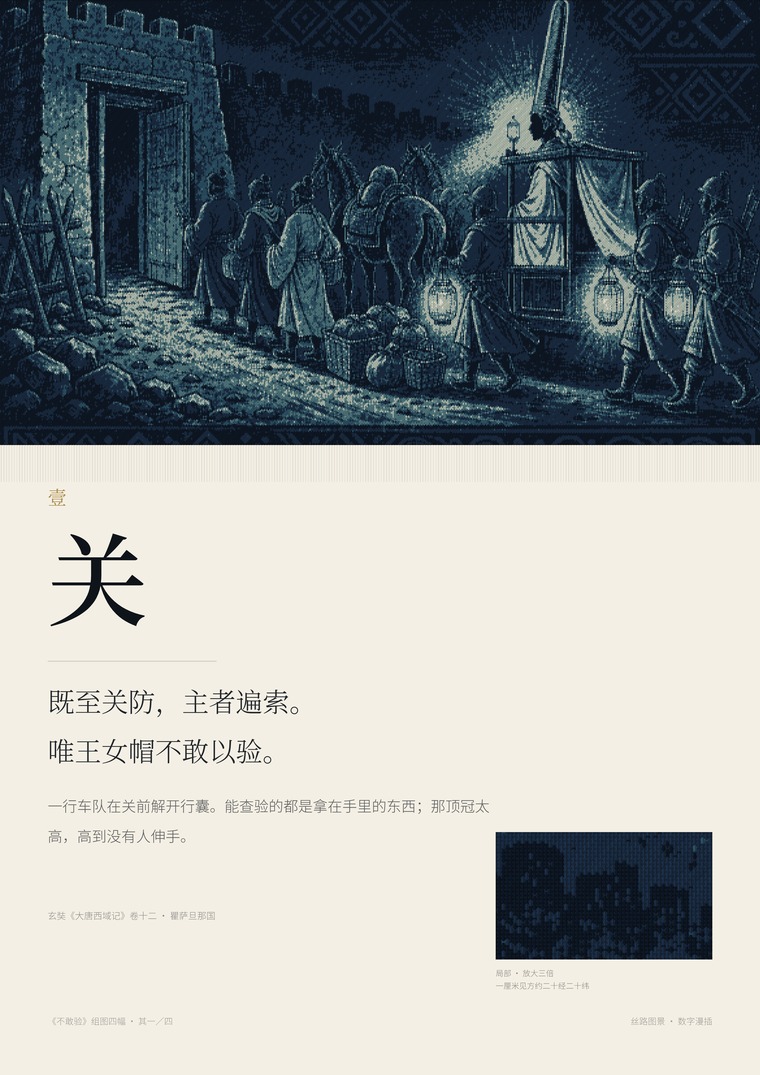 壹
关
既至关防，主者遍索。
唯王女帽不敢以验。
一行车队在关前解开行囊。能查验的都是拿在手里的东西；那顶冠太
高，高到没有人伸手。
玄奘《大唐西域记》卷十二・瞿萨旦那国
局部・放大三倍
一厘米见方约二十经二十纬
《不敢验》组图四幅・其一／四
丝路图景・数字漫插